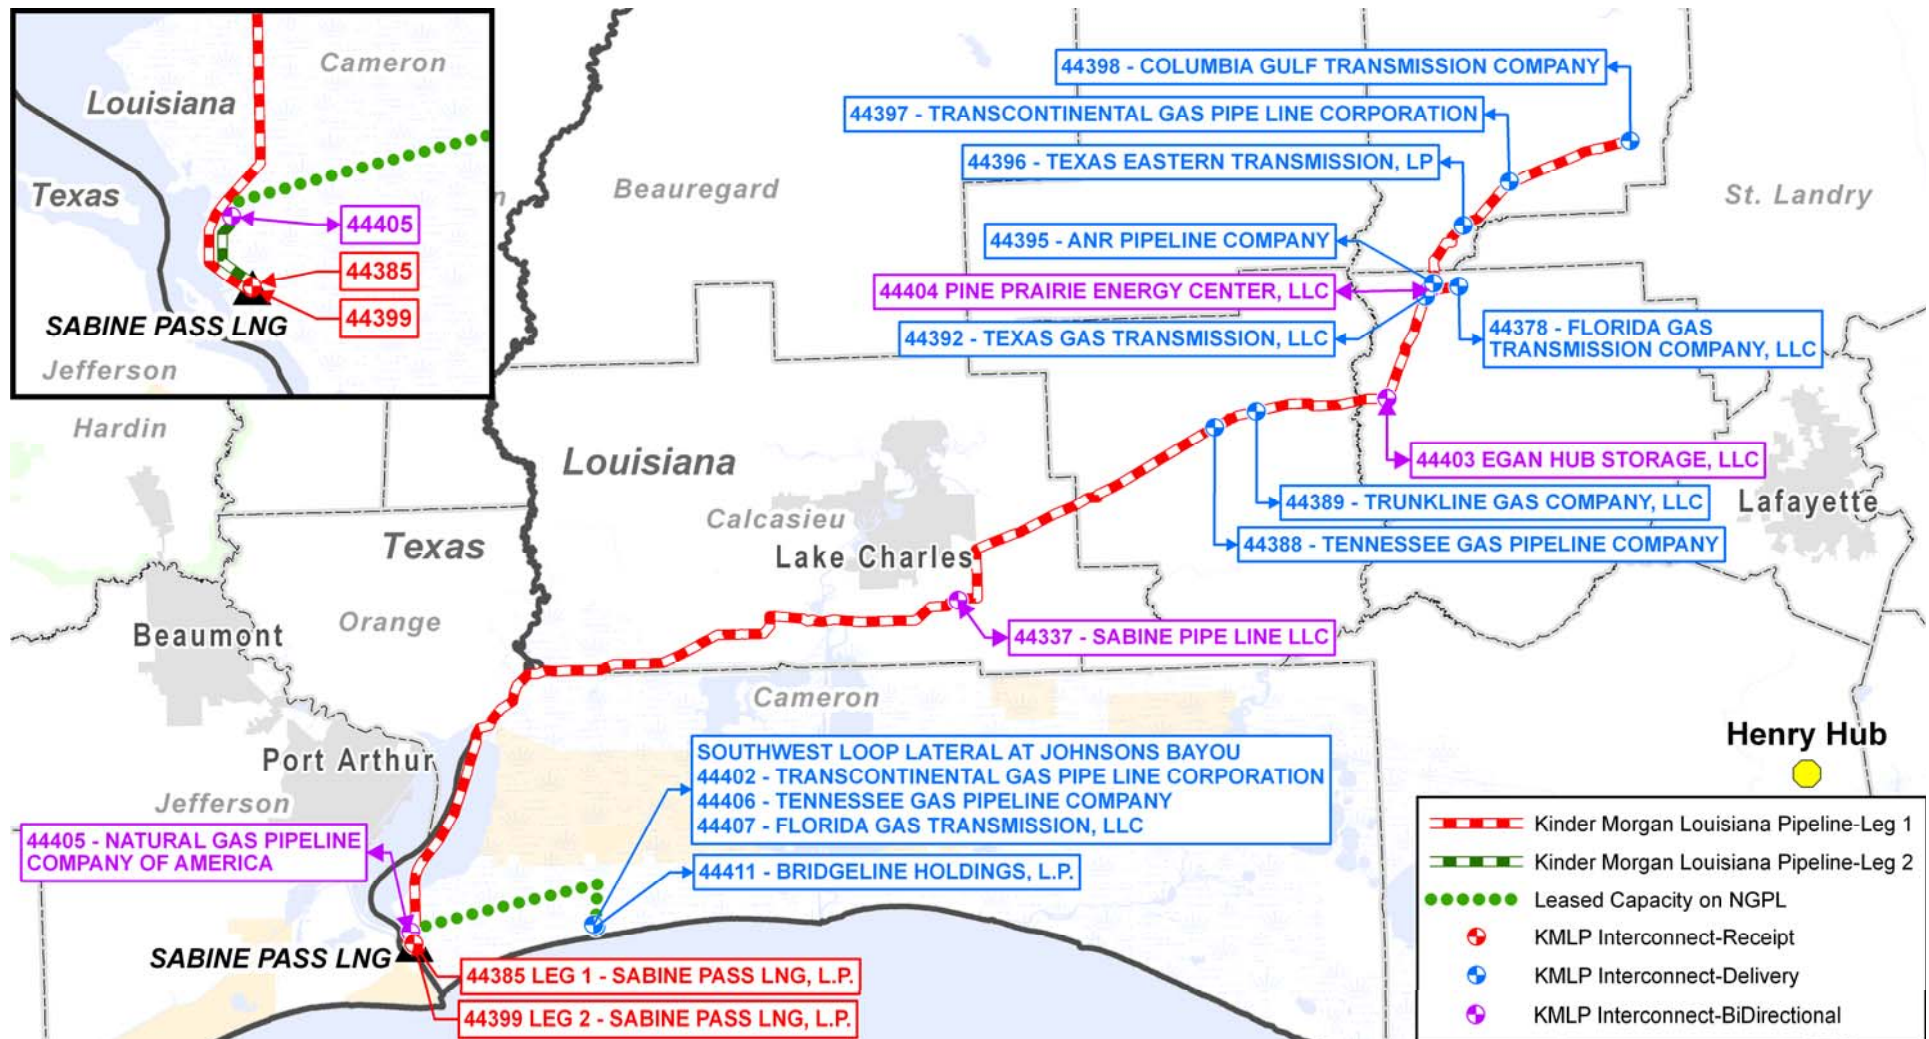 Cameron
Louisiana
Texas
44405
44385
44399
SABINE PASS LNG
Jefferson
Hardin
Beauregard
St. Landry
44398 - COLUMBIA GULF TRANSMISSION COMPANY
44397 - TRANSCONTINENTAL GAS PIPE LINE CORPORATION
44396 - TEXAS EASTERN TRANSMISSION, LP
44395 - ANR PIPELINE COMPANY
44404 PINE PRAIRIE ENERGY CENTER, LLC
44392 - TEXAS GAS TRANSMISSION, LLC
44378 - FLORIDA GAS
TRANSMISSION COMPANY, LLC
44403 EGAN HUB STORAGE, LLC
44389 - TRUNKLINE GAS COMPANY, LLC
44388 - TENNESSEE GAS PIPELINE COMPANY
Lafayette
Louisiana
Calcasieu
Lake Charles
Texas
Orange
Beaumont
44337 - SABINE PIPE LINE LLC
Cameron
Port Arthur
Jefferson
SOUTHWEST LOOP LATERAL AT JOHNSONS BAYOU
44402 - TRANSCONTINENTAL GAS PIPE LINE CORPORATION
44406 - TENNESSEE GAS PIPELINE COMPANY
44407 - FLORIDA GAS TRANSMISSION, LLC
44411 - BRIDGELINE HOLDINGS, L.P.
44405 - NATURAL GAS PIPELINE
COMPANY OF AMERICA
SABINE PASS LNG
44385 LEG 1 - SABINE PASS LNG, L.P.
44399 LEG 2 - SABINE PASS LNG, L.P.
Henry Hub
Kinder Morgan Louisiana Pipeline-Leg 1
Kinder Morgan Louisiana Pipeline-Leg 2
Leased Capacity on NGPL
KMLP Interconnect-Receipt
KMLP Interconnect-Delivery
KMLP Interconnect-BiDirectional